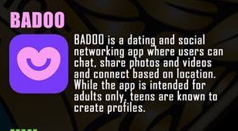 BADOO
BADOO is a dating and social
networking app where users can
chat, share photos and videos
and connect based on location.
While the app is intended for
adults only, teens are known to
create profiles.